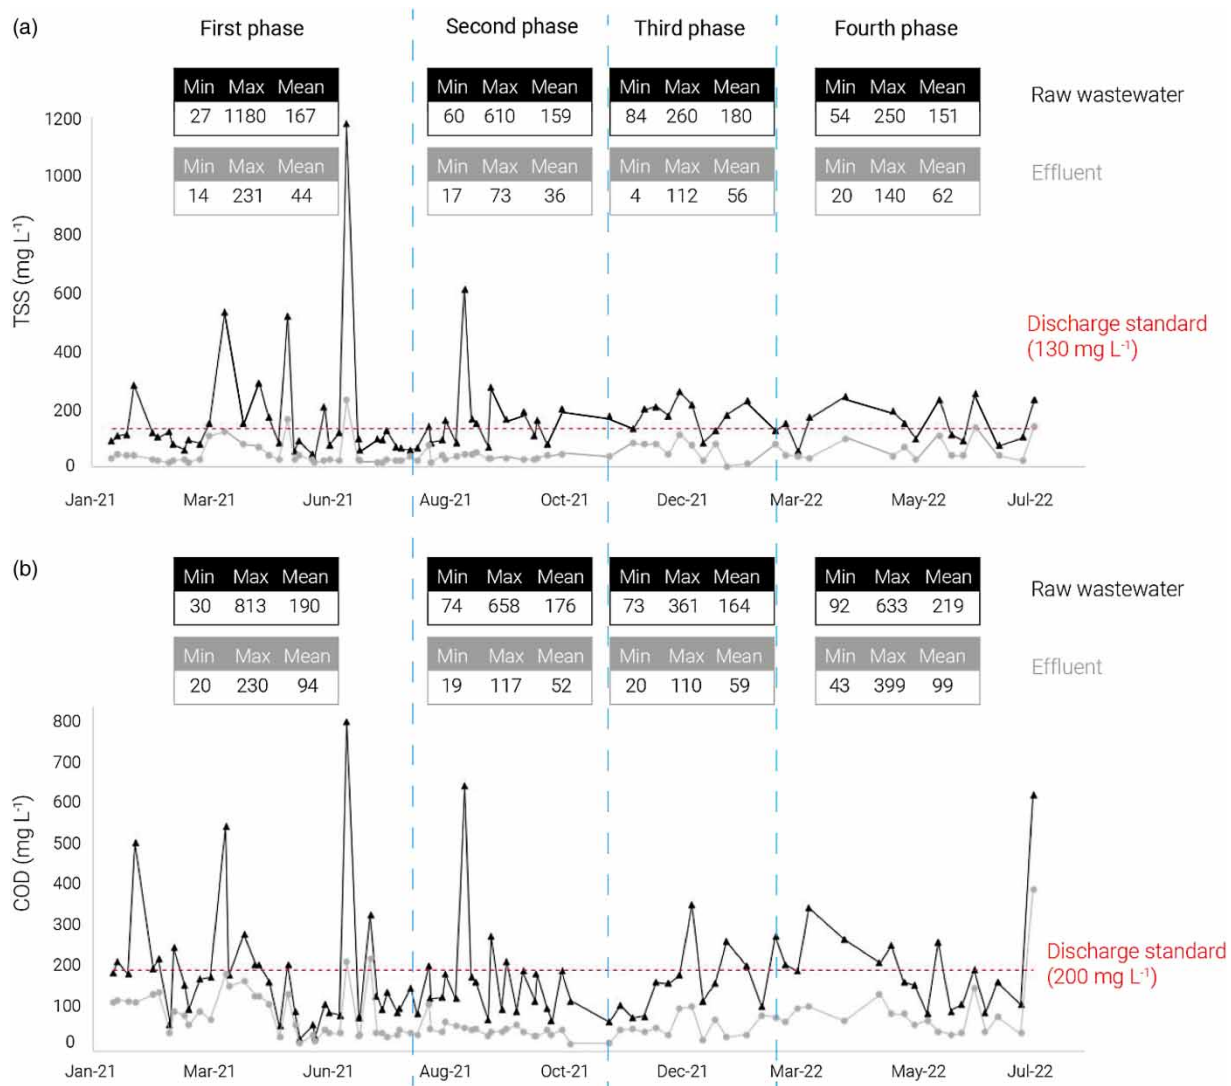 (a)
First phase
Second phase
Third phase
Fourth phase
Min Max Mean
27 1180 167
Min Max Mean
60 610 159
Min Max Mean
84 260 180
Min Max Mean
54 250 151
Raw wastewater
Min Max Mean
14 231 44
Min Max Mean
17 73 36
Min Max Mean
4 112 56
Min Max Mean
20 140 62
Effluent
TSS (mg L⁻¹)
1200
1000
800
600
400
200
0
Discharge standard
(130 mg L⁻¹)
Jan-21 Mar-21 Jun-21 Aug-21 Oct-21 Dec-21 Mar-22 May-22 Jul-22
(b)
Min Max Mean
30 813 190
Min Max Mean
74 658 176
Min Max Mean
73 361 164
Min Max Mean
92 633 219
Raw wastewater
Min Max Mean
20 230 94
Min Max Mean
19 117 52
Min Max Mean
20 110 59
Min Max Mean
43 399 99
Effluent
COD (mg L⁻¹)
800
700
600
500
400
300
200
100
0
Discharge standard
(200 mg L⁻¹)
Jan-21 Mar-21 Jun-21 Aug-21 Oct-21 Dec-21 Mar-22 May-22 Jul-22